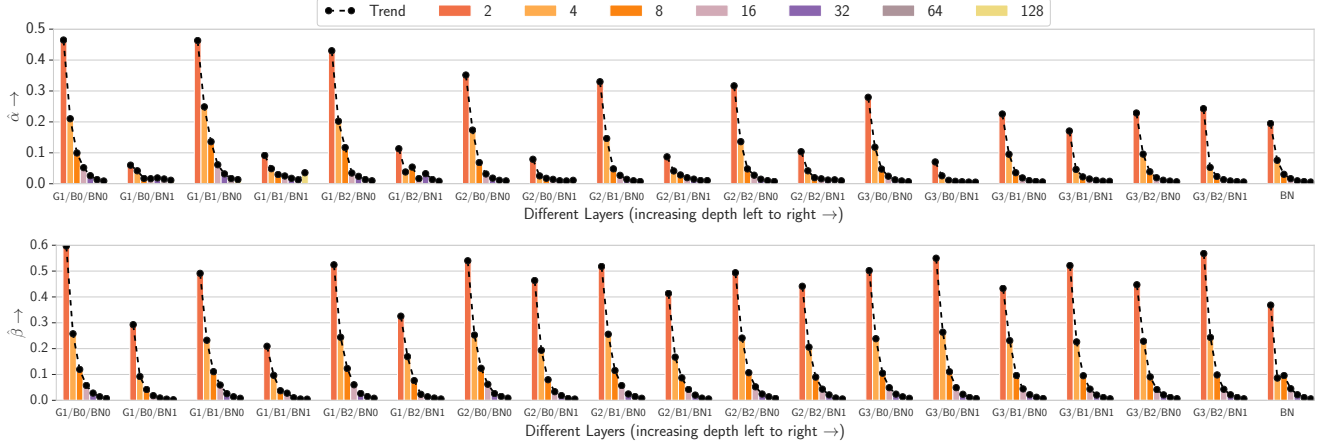 Trend 2 4 8 16 32 64 128
0.5
0.4
0.3
0.2
0.1
0.0
α̂ →
G1/B0/BN0 G1/B0/BN1 G1/B1/BN0 G1/B1/BN1 G1/B2/BN0 G1/B2/BN1 G2/B0/BN0 G2/B0/BN1 G2/B1/BN0 G2/B1/BN1 G2/B2/BN0 G2/B2/BN1 G3/B0/BN0 G3/B0/BN1 G3/B1/BN0 G3/B1/BN1 G3/B2/BN0 G3/B2/BN1 BN
Different Layers (increasing depth left to right →)
0.6
0.5
0.4
0.3
0.2
0.1
0.0
β̂ →
G1/B0/BN0 G1/B0/BN1 G1/B1/BN0 G1/B1/BN1 G1/B2/BN0 G1/B2/BN1 G2/B0/BN0 G2/B0/BN1 G2/B1/BN0 G2/B1/BN1 G2/B2/BN0 G2/B2/BN1 G3/B0/BN0 G3/B0/BN1 G3/B1/BN0 G3/B1/BN1 G3/B2/BN0 G3/B2/BN1 BN
Different Layers (increasing depth left to right →)